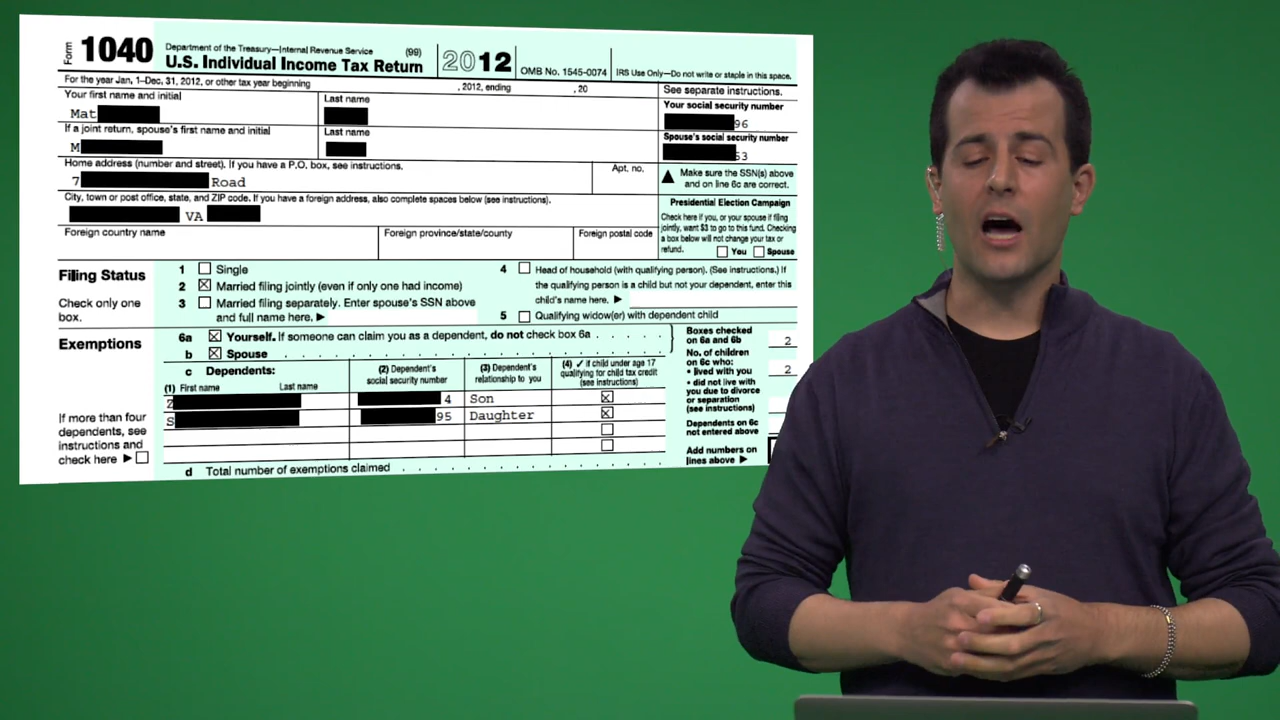 Form 1040 Department of the Treasury—Internal Revenue Service (99) U.S. Individual Income Tax Return 2012 OMB No. 1545-0074 IRS Use Only—Do not write or staple in this space.
For the year Jan. 1–Dec. 31, 2012, or other tax year beginning , 2012, ending , 20 See separate instructions.
Your first name and initial Last name Your social security number
Mat 96
If a joint return, spouse's first name and initial Last name Spouse's social security number
M 53
Home address (number and street). If you have a P.O. box, see instructions. Apt. no.
7 Road
▲ Make sure the SSN(s) above
and on line 6c are correct.
City, town or post office, state, and ZIP code. If you have a foreign address, also complete spaces below (see instructions).
VA
Foreign country name Foreign province/state/county Foreign postal code
Presidential Election Campaign
Check here if you, or your spouse if filing
jointly, want $3 to go to this fund. Checking
a box below will not change your tax or
refund. You Spouse
Filing Status
Check only one
box.
1 Single
2 Married filing jointly (even if only one had income)
3 Married filing separately. Enter spouse's SSN above
and full name here. ▶
4 Head of household (with qualifying person). (See instructions.) If
the qualifying person is a child but not your dependent, enter this
child's name here. ▶
5 Qualifying widow(er) with dependent child
Exemptions
6a Yourself. If someone can claim you as a dependent, do not check box 6a . . . . .
b Spouse . . . . . . . . . . . . . . . . . . . . . . .
c Dependents:
(1) First name Last name
(2) Dependent's
social security number
(3) Dependent's
relationship to you
(4) ✓ if child under age 17
qualifying for child tax credit
(see instructions)
Z 4 Son
S 95 Daughter
If more than four
dependents, see
instructions and
check here ▶
d Total number of exemptions claimed . . . . . . . . . . . . . . . . .
Boxes checked
on 6a and 6b 2
No. of children
on 6c who:
• lived with you 2
• did not live with
you due to divorce
or separation
(see instructions)
Dependents on 6c
not entered above
Add numbers on
lines above ▶